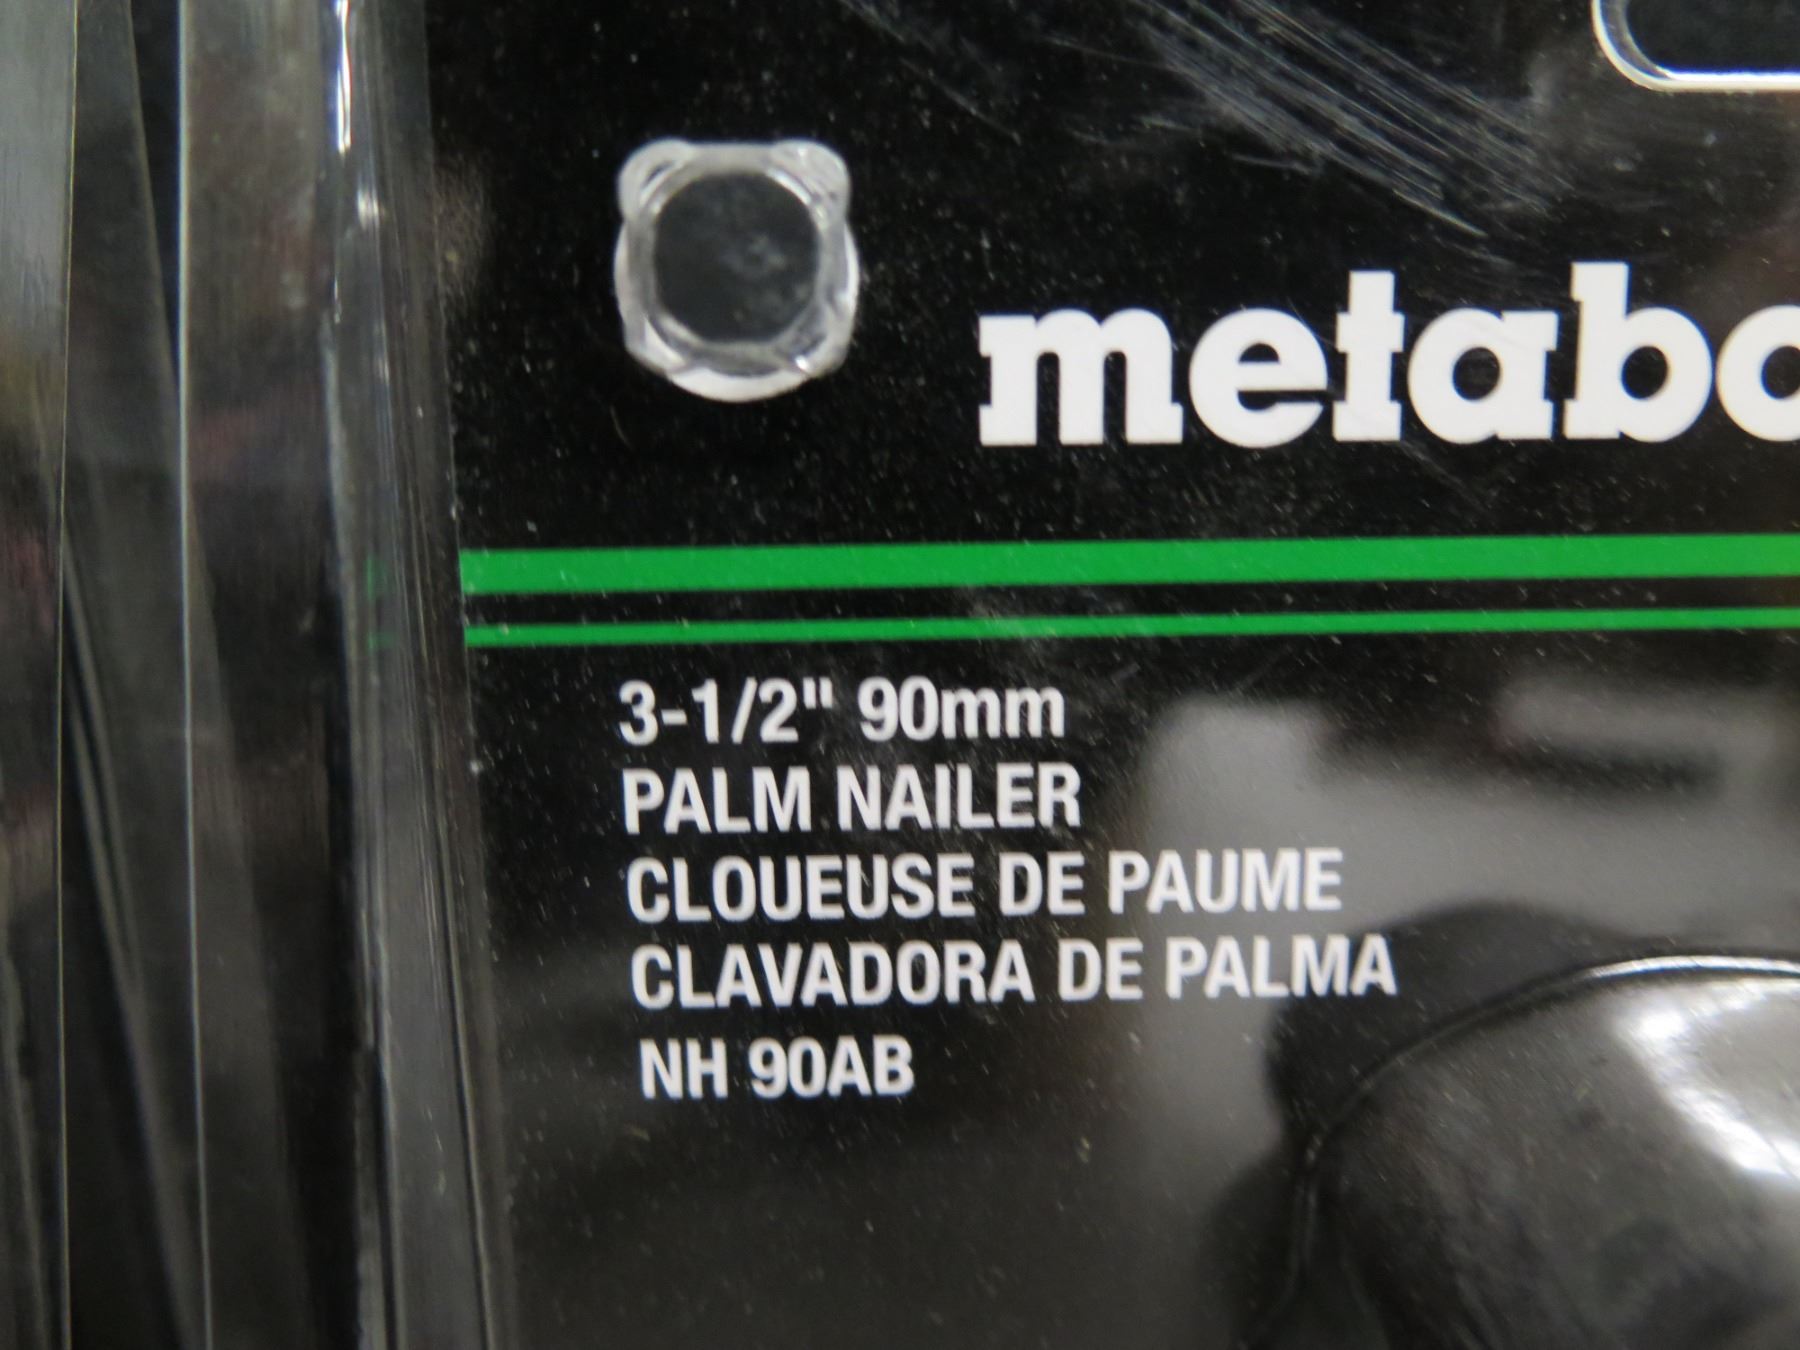 metabo
3-1/2" 90mm
PALM NAILER
CLOUEUSE DE PAUME
CLAVADORA DE PALMA
NH 90AB